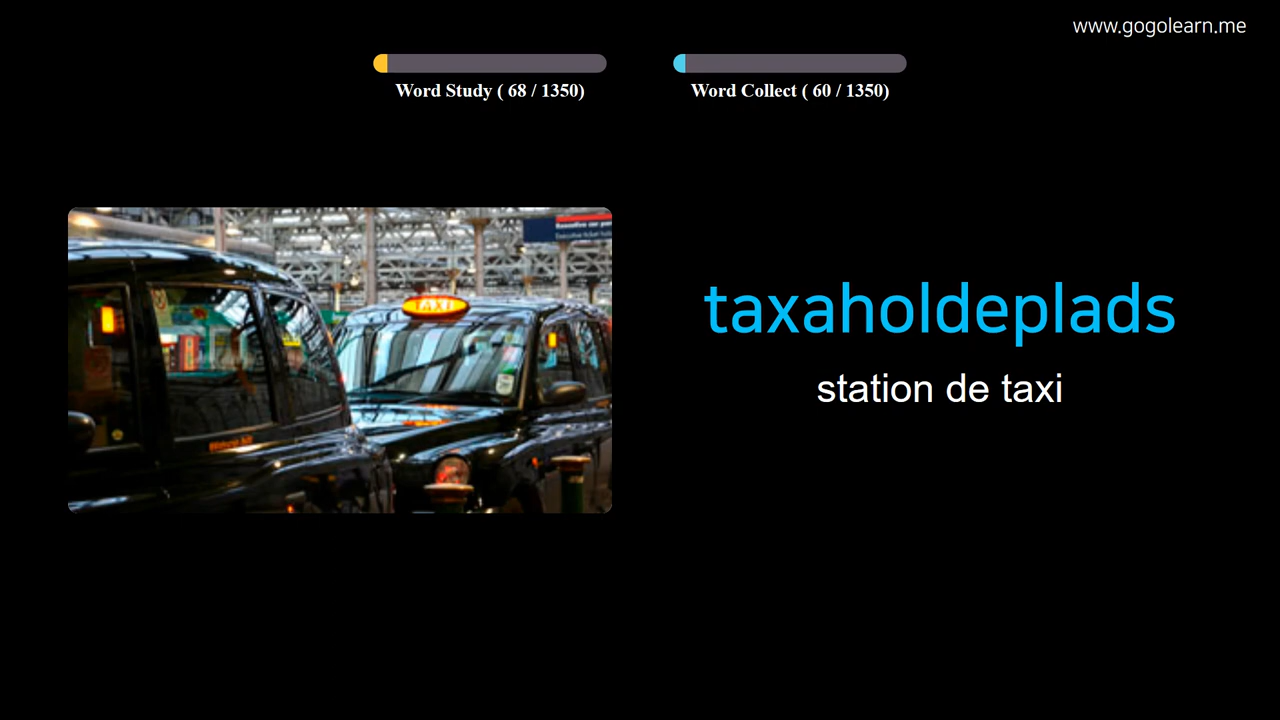 www.gogolearn.me
Word Study ( 68 / 1350)
Word Collect ( 60 / 1350)
TAXI
taxaholdeplads
station de taxi